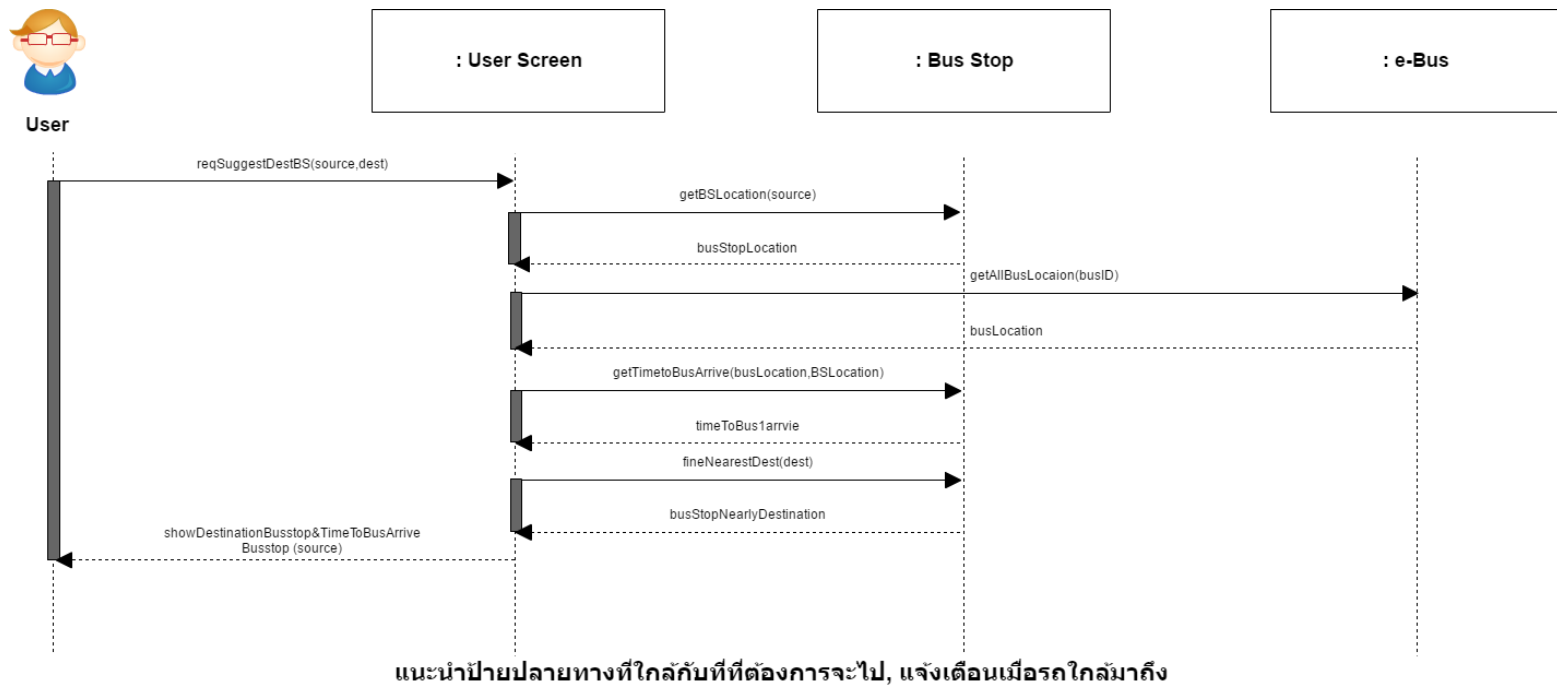 : User Screen
: Bus Stop
: e-Bus
User
reqSuggestDestBS(source,dest)
getBSLocation(source)
busStopLocation
getAllBusLocaion(busID)
busLocation
getTimetoBusArrive(busLocation,BSLocation)
timeToBus1arrvie
fineNearestDest(dest)
busStopNearlyDestination
showDestinationBusstop&TimeToBusArrive
Busstop (source)
แนะนำป้ายปลายทางที่ใกล้กับที่ที่ต้องการจะไป, แจ้งเตือนเมื่อรถใกล้มาถึง